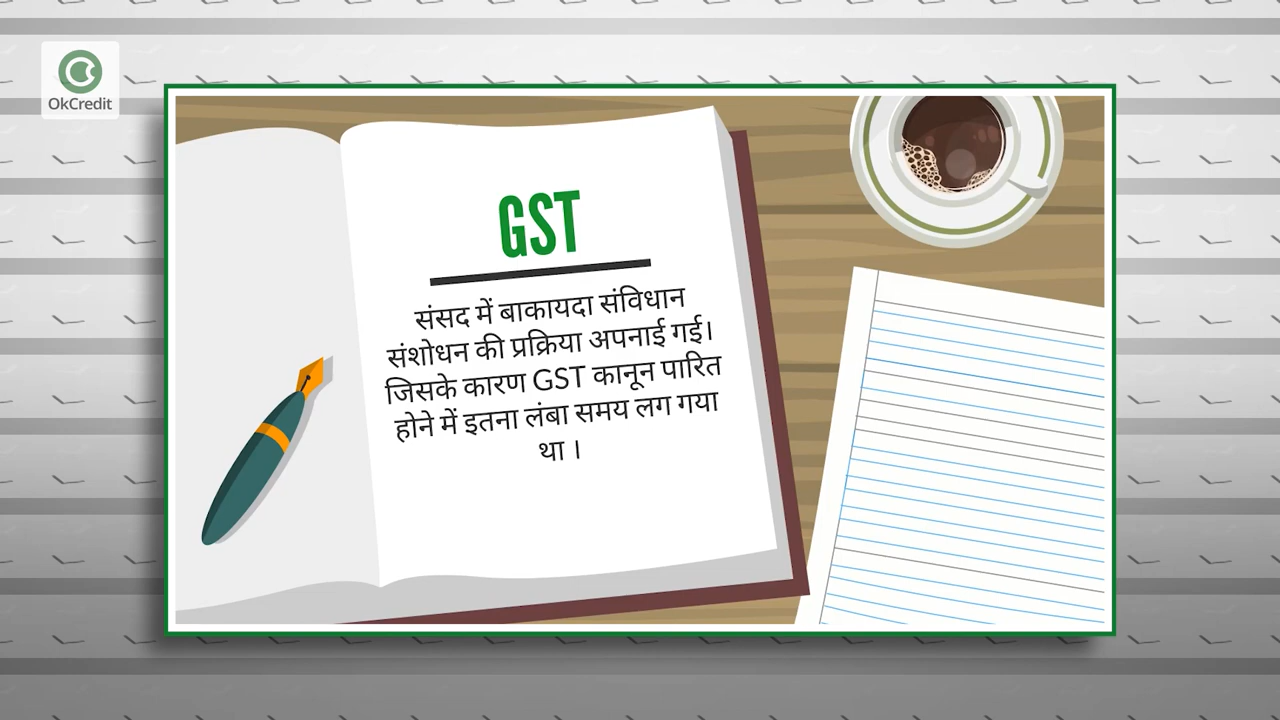 OkCredit
GST
संसद में बाकायदा संविधान
संशोधन की प्रक्रिया अपनाई गई।
जिसके कारण GST कानून पारित
होने में इतना लंबा समय लग गया
था ।